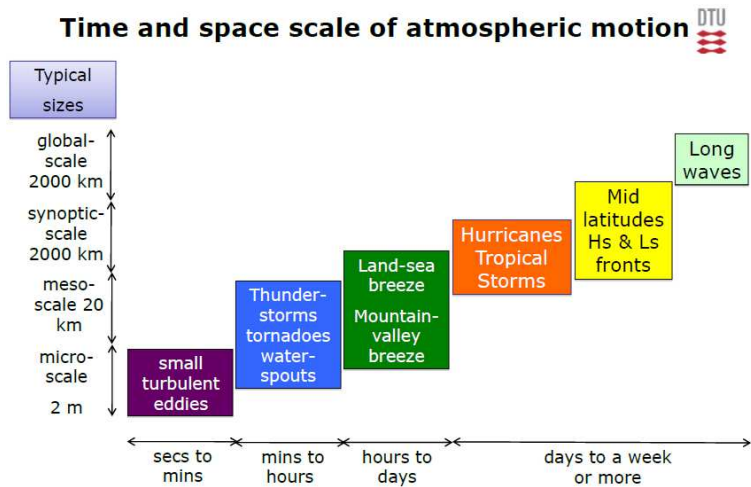 Time and space scale of atmospheric motion
DTU
Typical
sizes
global-
scale
2000 km
synoptic-
scale
2000 km
meso-
scale 20
km
micro-
scale
2 m
small
turbulent
eddies
Thunder-
storms
tornadoes
water-
spouts
Land-sea
breeze
Mountain-
valley
breeze
Hurricanes
Tropical
Storms
Mid
latitudes
Hs & Ls
fronts
Long
waves
secs to
mins
mins to
hours
hours to
days
days to a week
or more